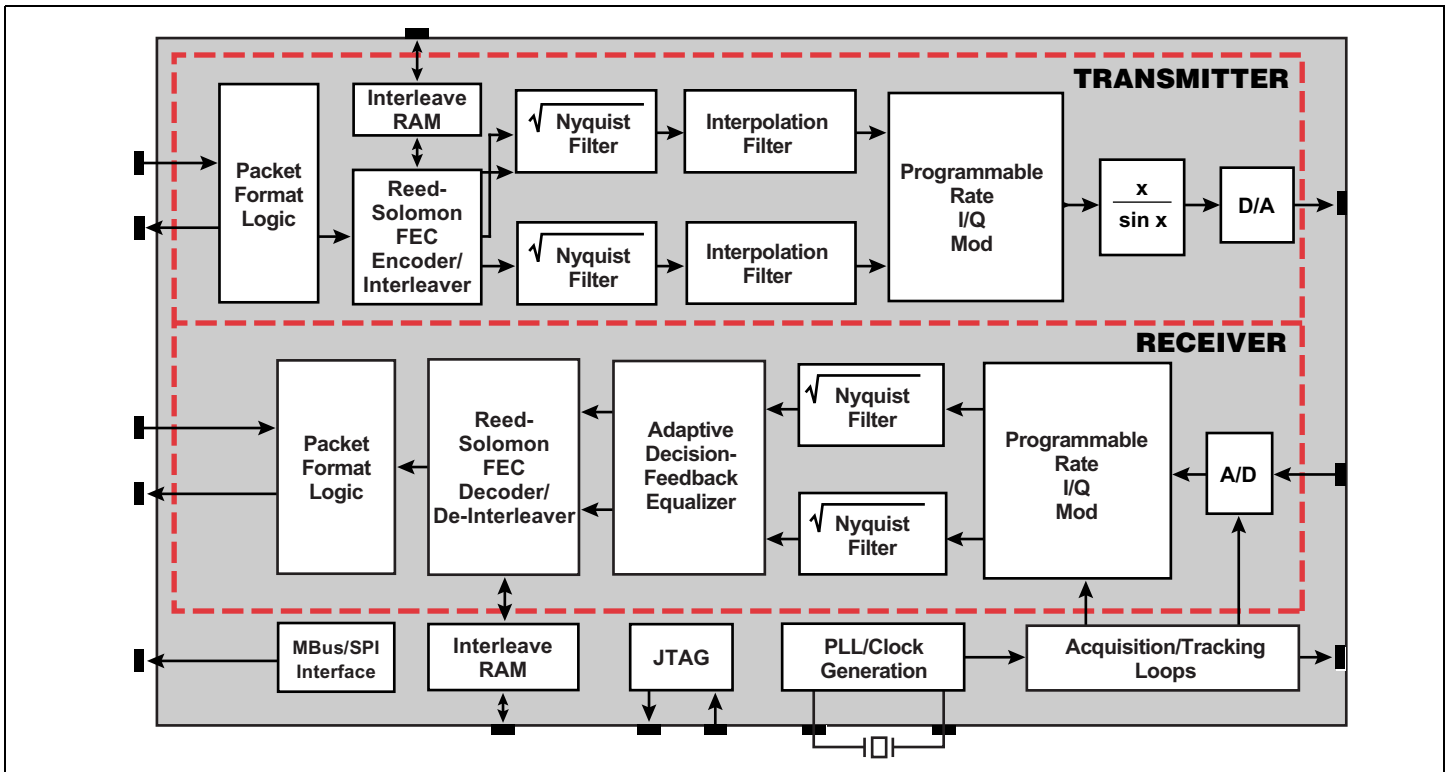 TRANSMITTER
Packet
Format
Logic
Interleave
RAM
Reed-
Solomon
FEC
Encoder/
Interleaver
√ Nyquist
Filter
Interpolation
Filter
√ Nyquist
Filter
Interpolation
Filter
Programmable
Rate
I/Q
Mod
x
sin x
D/A
RECEIVER
Packet
Format
Logic
Reed-
Solomon
FEC
Decoder/
De-Interleaver
Adaptive
Decision-
Feedback
Equalizer
√ Nyquist
Filter
√ Nyquist
Filter
Programmable
Rate
I/Q
Mod
A/D
MBus/SPI
Interface
Interleave
RAM
JTAG
PLL/Clock
Generation
Acquisition/Tracking
Loops